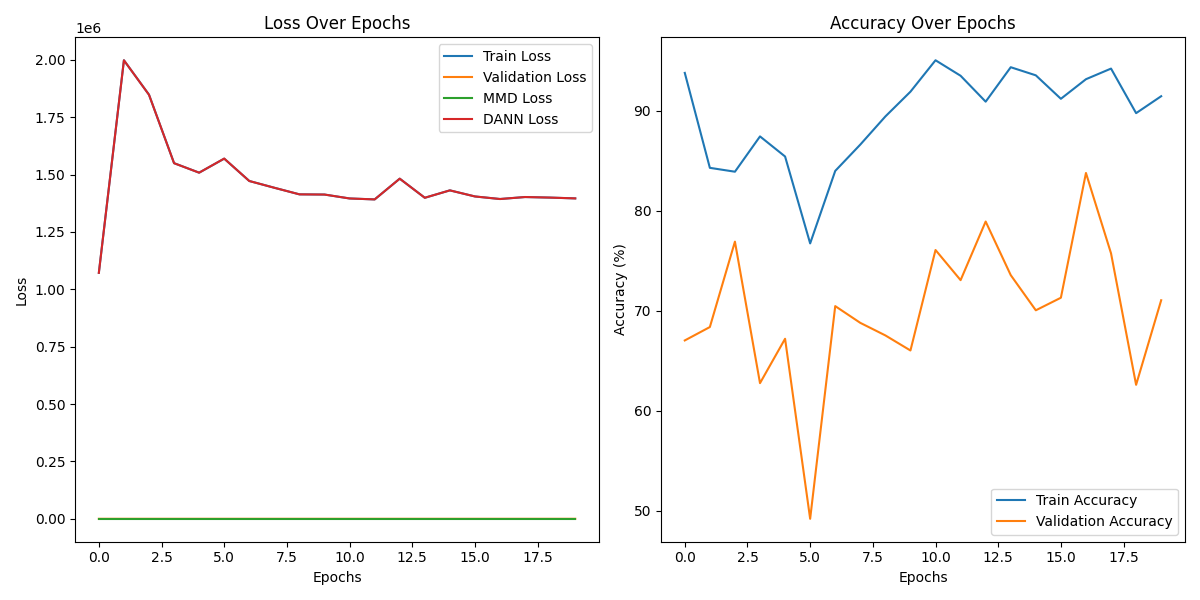 Loss Over Epochs
1e6
2.00
1.75
1.50
1.25
1.00
0.75
0.50
0.25
0.00
Loss
0.0 2.5 5.0 7.5 10.0 12.5 15.0 17.5
Epochs
Train Loss
Validation Loss
MMD Loss
DANN Loss
Accuracy Over Epochs
90
80
70
60
50
Accuracy (%)
0.0 2.5 5.0 7.5 10.0 12.5 15.0 17.5
Epochs
Train Accuracy
Validation Accuracy